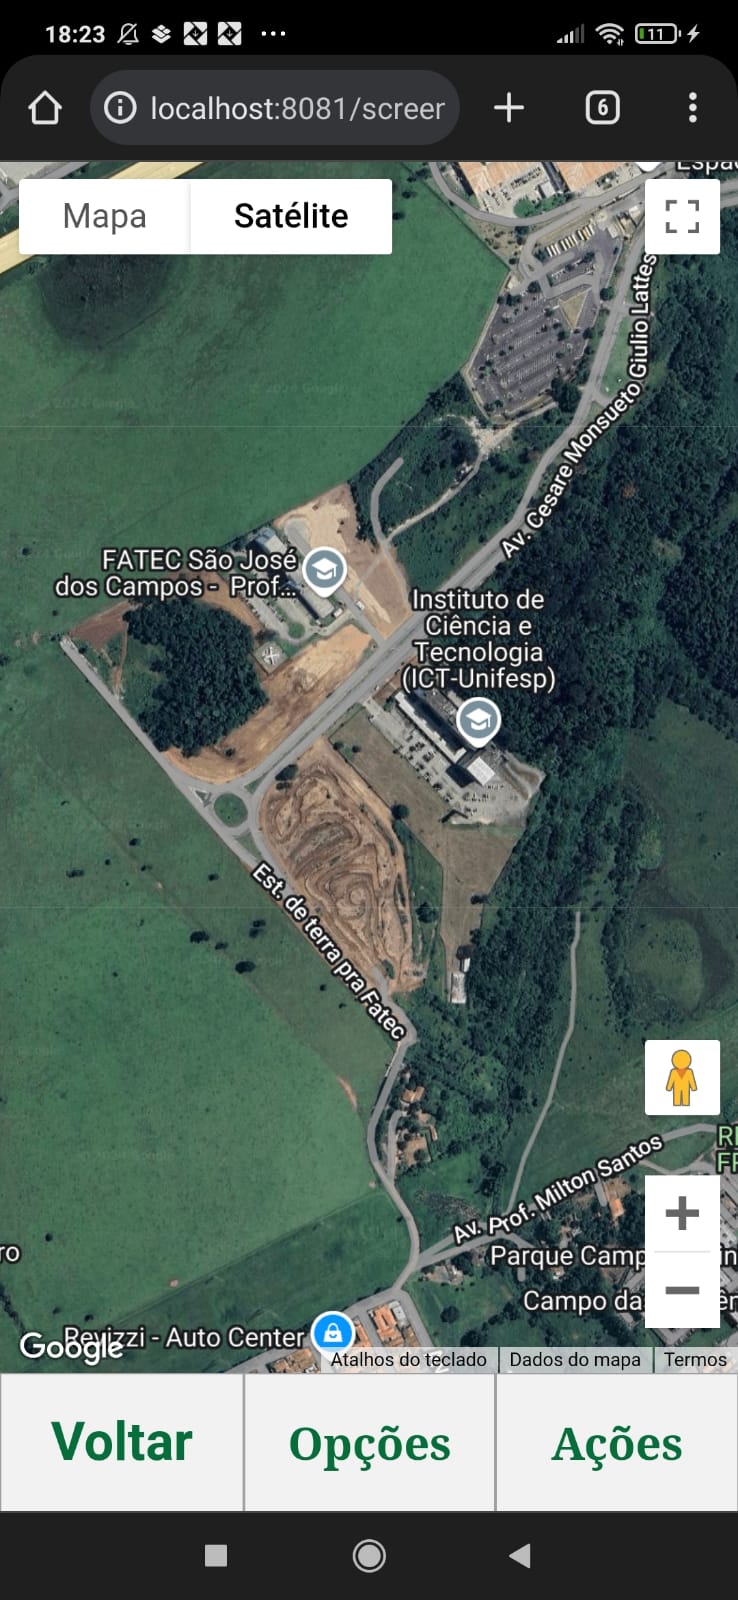 18:23
11
localhost:8081/screer
6
Mapa
Satélite
Av. Cesare Monsueto Giulio Lattes
FATEC São José
dos Campos - Prof...
Instituto de
Ciência e
Tecnologia
(ICT-Unifesp)
Est. de terra pra Fatec
Av. Prof. Milton Santos
Parque Camp
Campo da
Revizzi - Auto Center
Google
Atalhos do teclado
Dados do mapa
Termos
Voltar
Opções
Ações